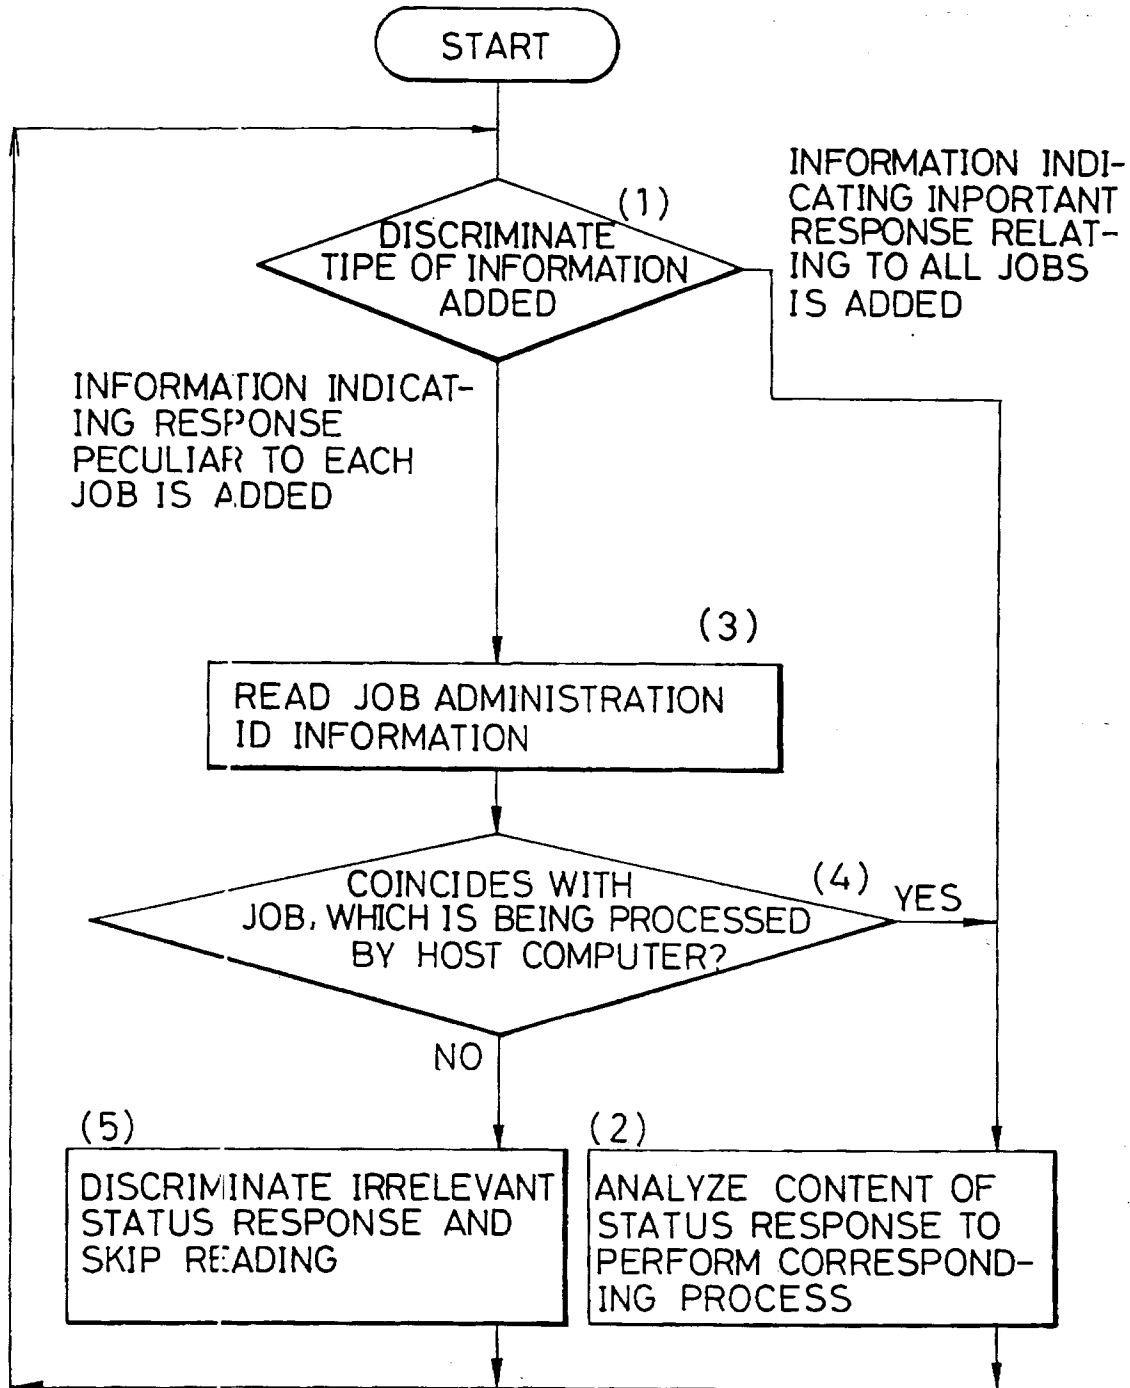 START
(1)
DISCRIMINATE
TIPE OF INFORMATION
ADDED
INFORMATION INDI-
CATING INPORTANT
RESPONSE RELAT-
ING TO ALL JOBS
IS ADDED
INFORMATION INDICAT-
ING RESPONSE
PECULIAR TO EACH
JOB IS ADDED
(3)
READ JOB ADMINISTRATION
ID INFORMATION
(4)
COINCIDES WITH
JOB, WHICH IS BEING PROCESSED
BY HOST COMPUTER?
YES
NO
(5)
DISCRIMINATE IRRELEVANT
STATUS RESPONSE AND
SKIP READING
(2)
ANALYZE CONTENT OF
STATUS RESPONSE TO
PERFORM CORRESPOND-
ING PROCESS